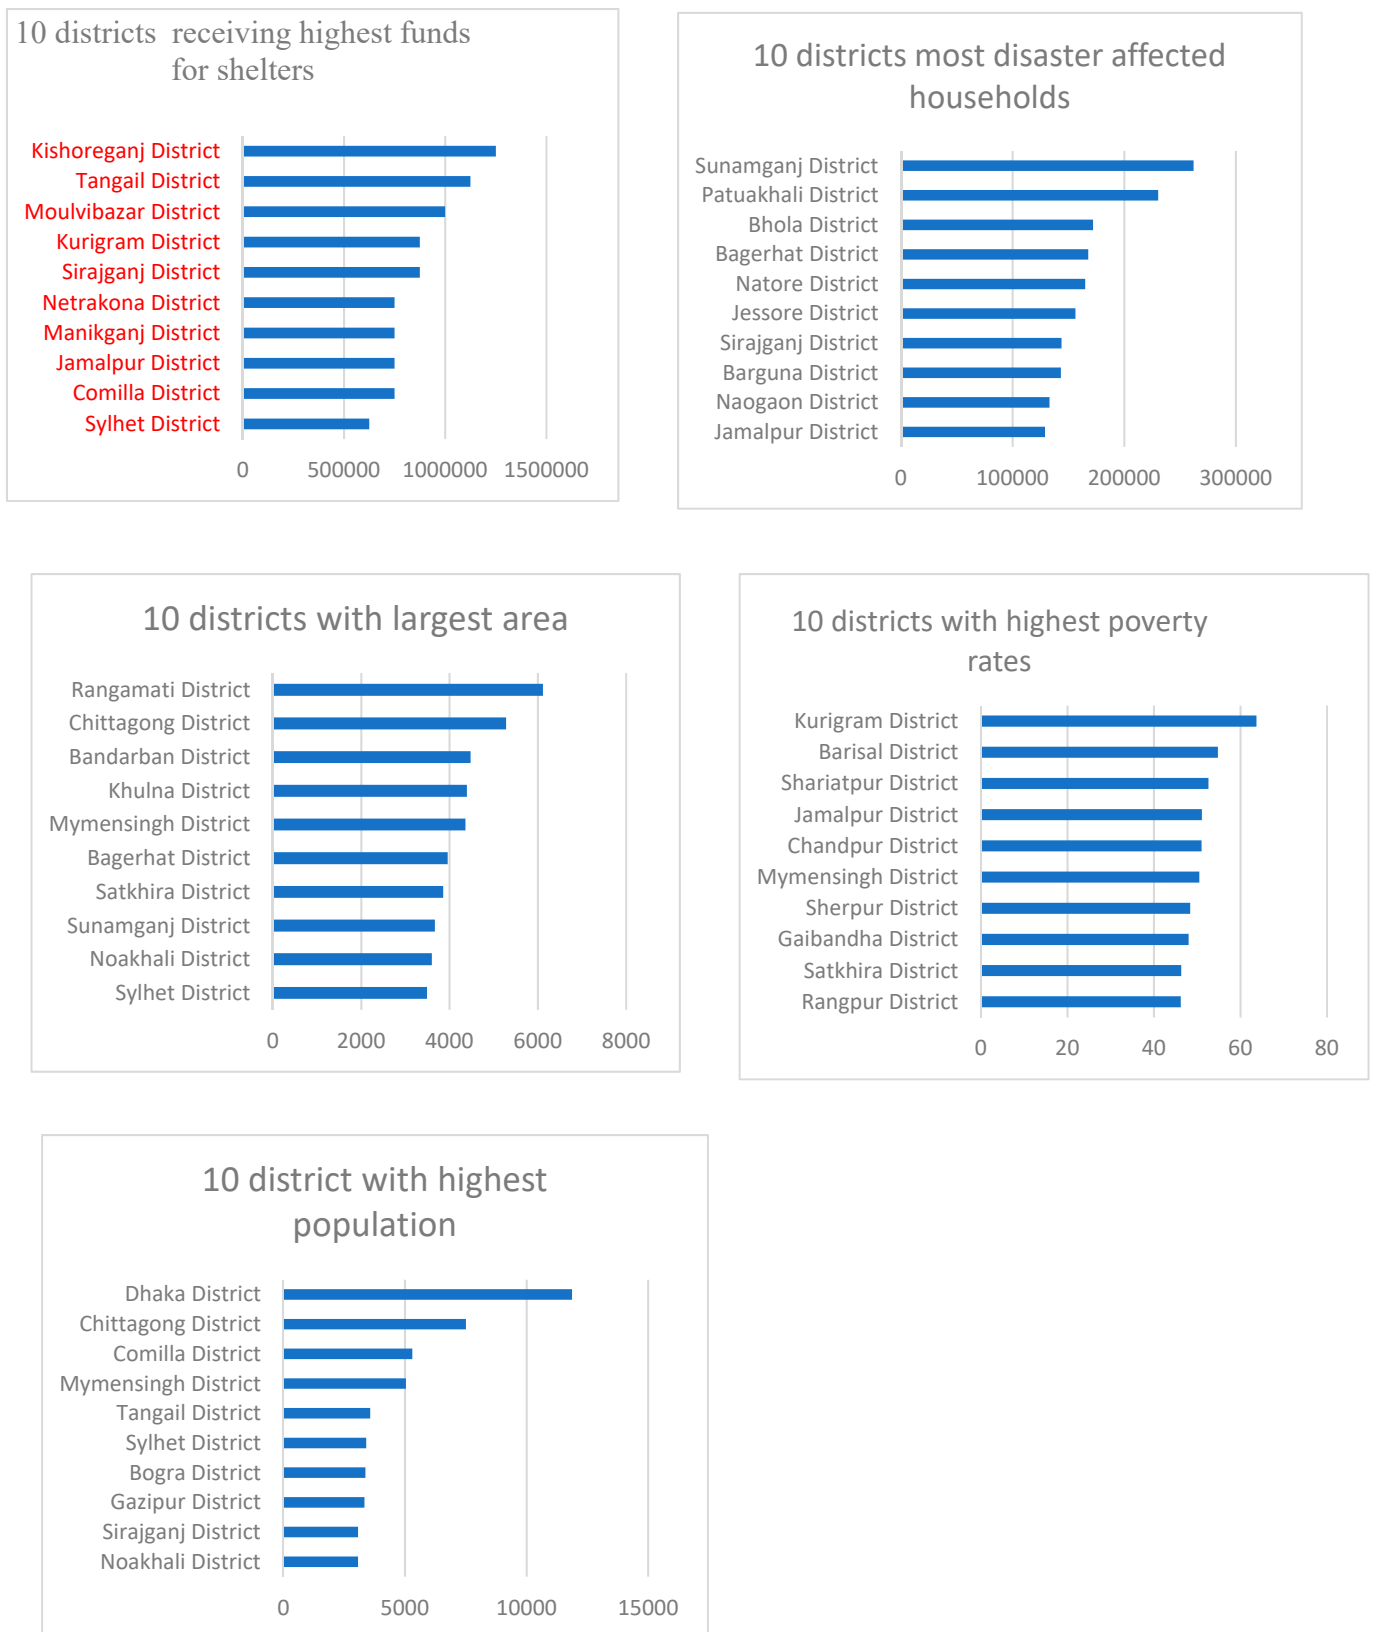 10 districts  receiving highest funds
for shelters
Kishoreganj District
Tangail District
Moulvibazar District
Kurigram District
Sirajganj District
Netrakona District
Manikganj District
Jamalpur District
Comilla District
Sylhet District
0 500000 1000000 1500000
10 districts most disaster affected
households
Sunamganj District
Patuakhali District
Bhola District
Bagerhat District
Natore District
Jessore District
Sirajganj District
Barguna District
Naogaon District
Jamalpur District
0 100000 200000 300000
10 districts with largest area
Rangamati District
Chittagong District
Bandarban District
Khulna District
Mymensingh District
Bagerhat District
Satkhira District
Sunamganj District
Noakhali District
Sylhet District
0 2000 4000 6000 8000
10 districts with highest poverty
rates
Kurigram District
Barisal District
Shariatpur District
Jamalpur District
Chandpur District
Mymensingh District
Sherpur District
Gaibandha District
Satkhira District
Rangpur District
0 20 40 60 80
10 district with highest
population
Dhaka District
Chittagong District
Comilla District
Mymensingh District
Tangail District
Sylhet District
Bogra District
Gazipur District
Sirajganj District
Noakhali District
0 5000 10000 15000